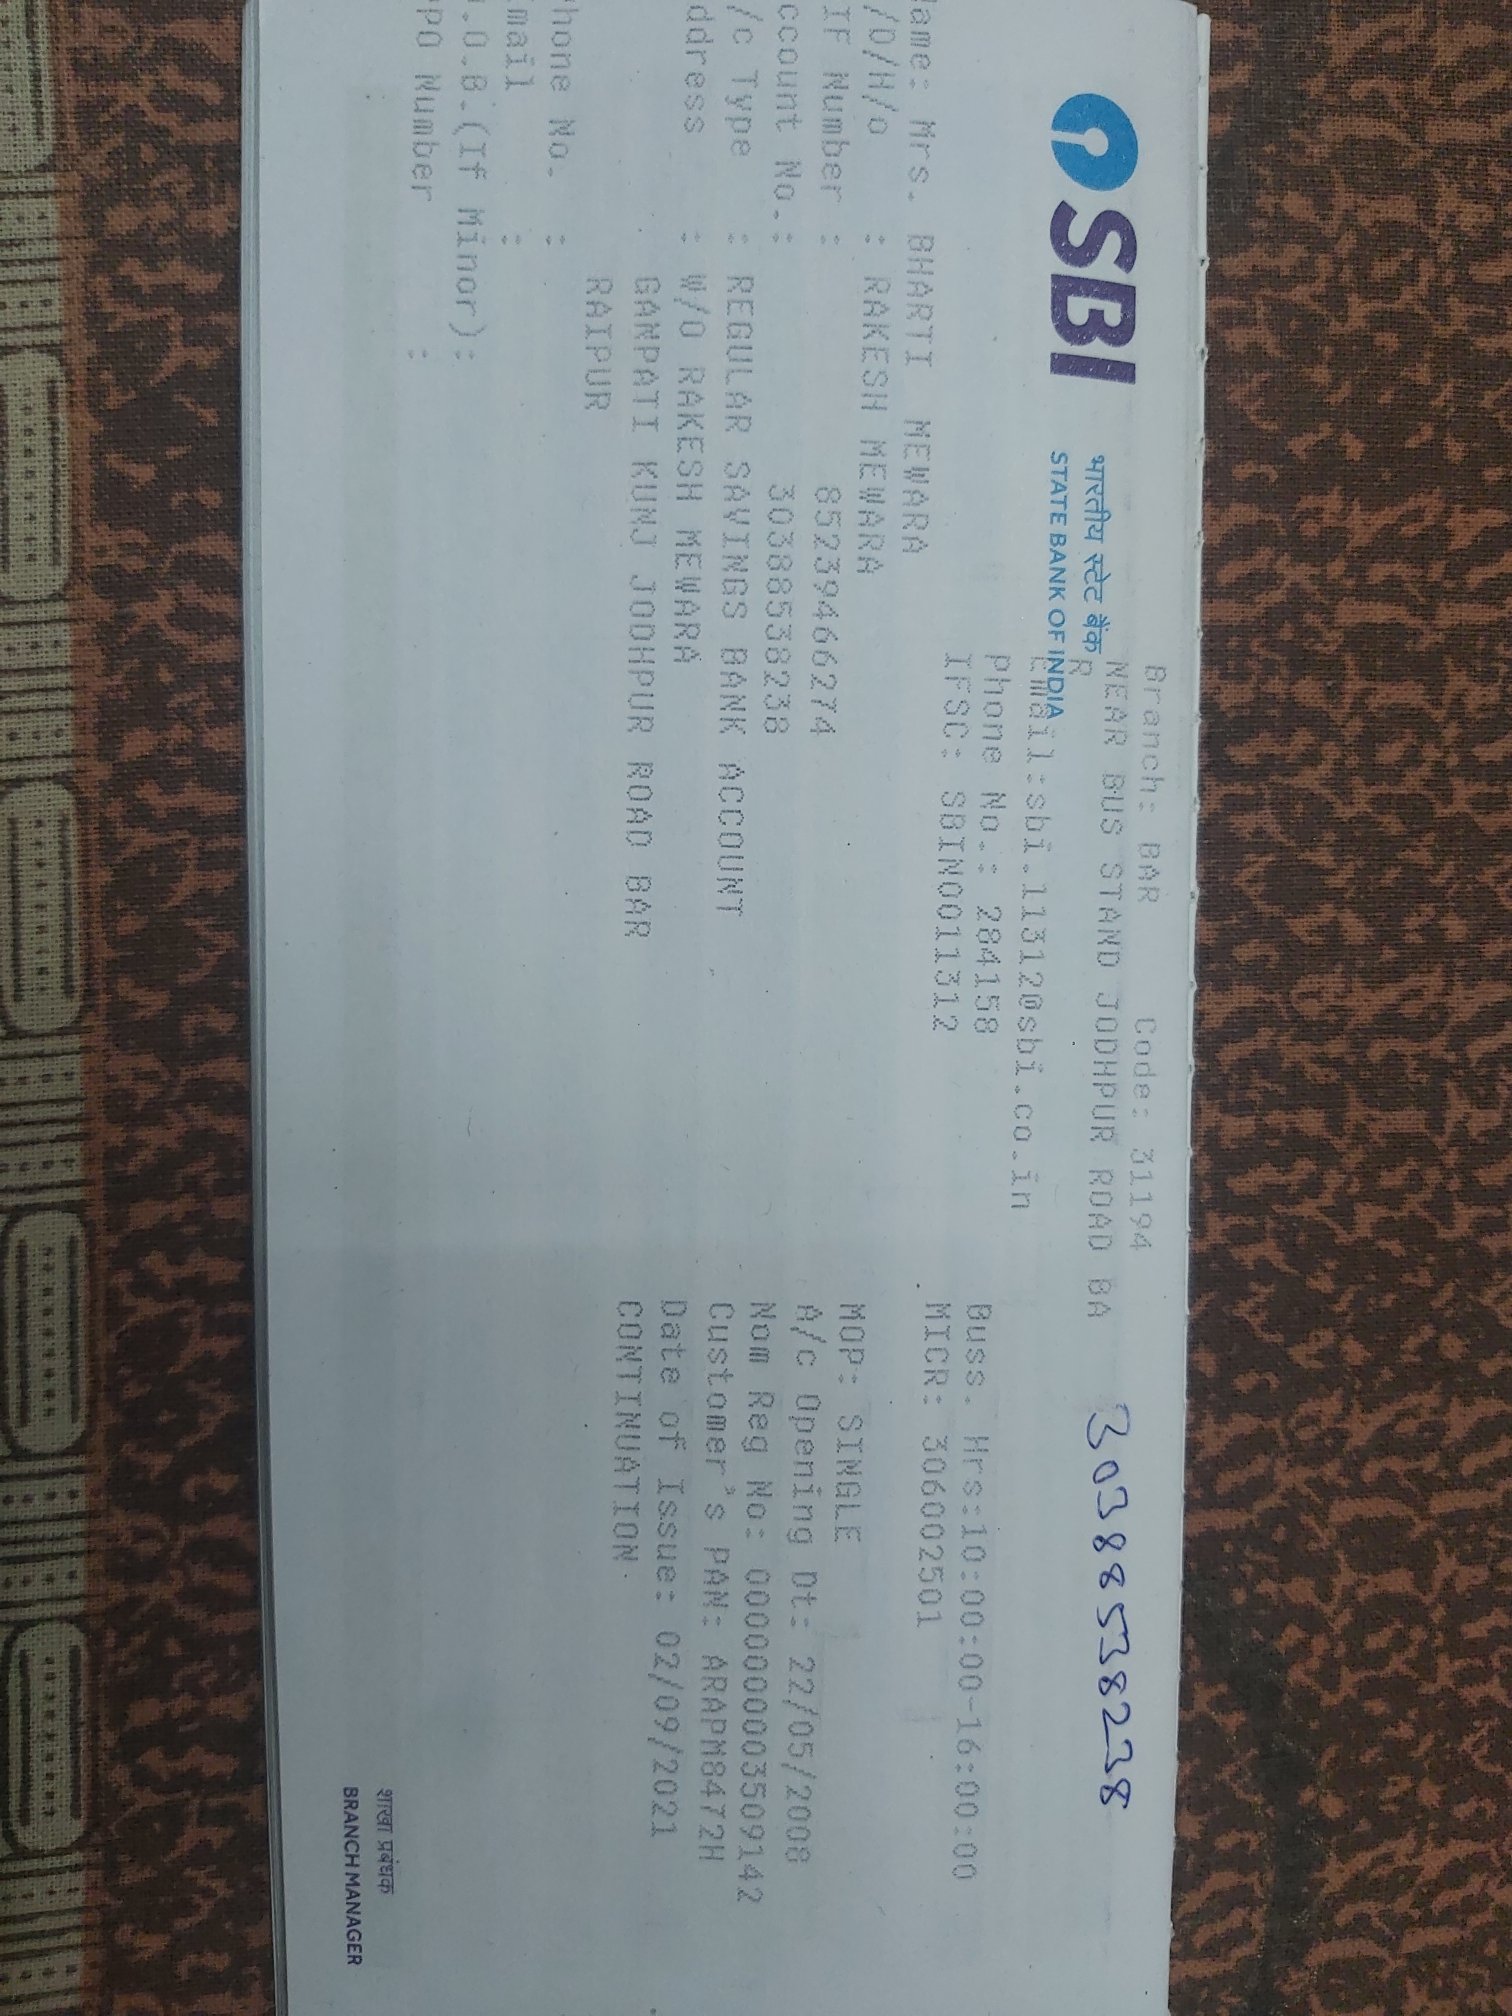 SBI
भारतीय स्टेट बैंक
STATE BANK OF INDIA
30388538238
Branch: BAR Code: 31194
NEAR BUS STAND JODHPUR ROAD BA
R
Email:sbi.11312@sbi.co.in
Phone No.: 284158 Buss. Hrs:10:00:00-16:00:00
IFSC: SBIN0011312 MICR: 306002501
ame: Mrs. BHARTI MEWARA
/D/H/o : RAKESH MEWARA MOP: SINGLE
IF Number : 85239466274 A/c Opening Dt: 22/05/2008
ccount No.: 30388538238 Nom Reg No: 0000000003509142
/c Type : REGULAR SAVINGS BANK ACCOUNT Customer's PAN: ARAPM8472H
ddress : W/O RAKESH MEWARA Date of Issue: 02/09/2021
GANPATI KUNJ JODHPUR ROAD BAR CONTINUATION
RAIPUR
hone No. :
mail :
.O.B.(If Minor):
PO Number :
शाखा प्रबंधक
BRANCH MANAGER